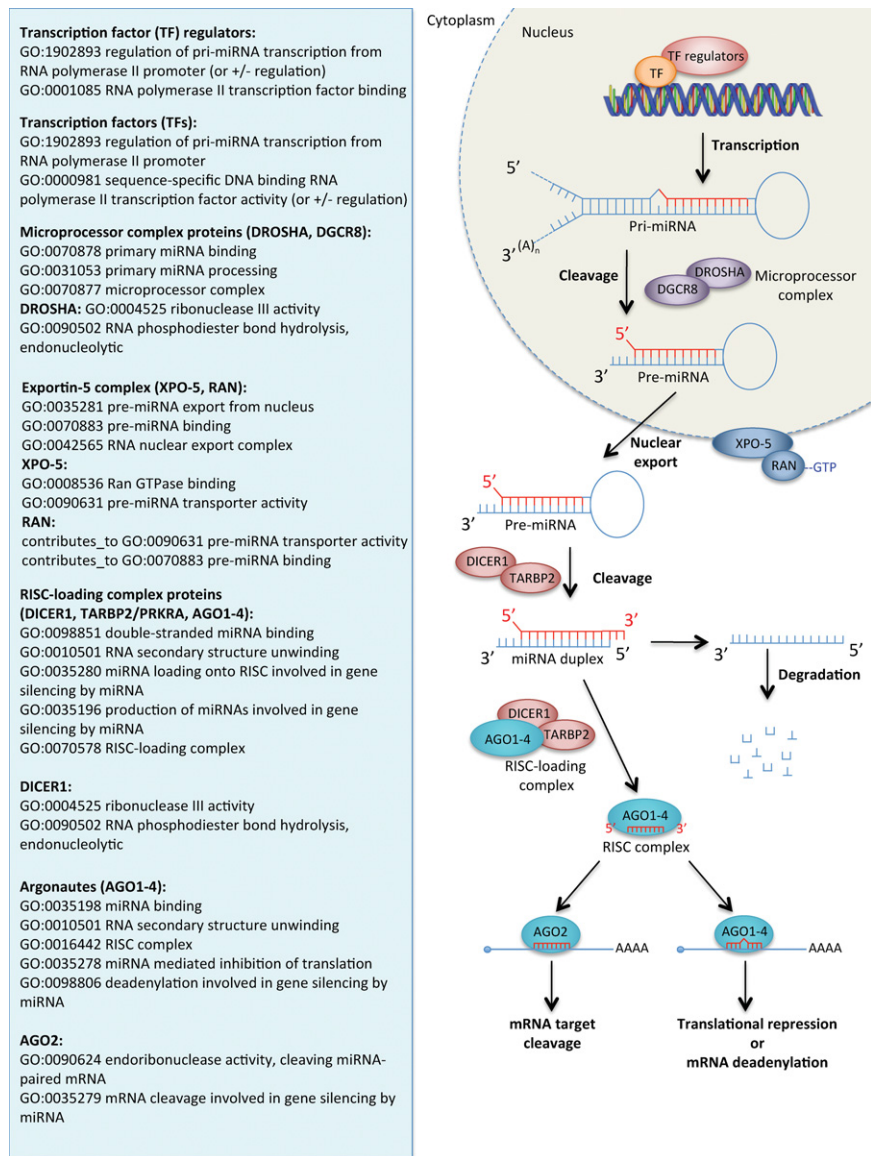 Transcription factor (TF) regulators:
GO:1902893 regulation of pri-miRNA transcription from
RNA polymerase II promoter (or +/- regulation)
GO:0001085 RNA polymerase II transcription factor binding
Transcription factors (TFs):
GO:1902893 regulation of pri-miRNA transcription from
RNA polymerase II promoter
GO:0000981 sequence-specific DNA binding RNA
polymerase II transcription factor activity (or +/- regulation)
Microprocessor complex proteins (DROSHA, DGCR8):
GO:0070878 primary miRNA binding
GO:0031053 primary miRNA processing
GO:0070877 microprocessor complex
DROSHA: GO:0004525 ribonuclease III activity
GO:0090502 RNA phosphodiester bond hydrolysis,
endonucleolytic
Exportin-5 complex (XPO-5, RAN):
GO:0035281 pre-miRNA export from nucleus
GO:0070883 pre-miRNA binding
GO:0042565 RNA nuclear export complex
XPO-5:
GO:0008536 Ran GTPase binding
GO:0090631 pre-miRNA transporter activity
RAN:
contributes_to GO:0090631 pre-miRNA transporter activity
contributes_to GO:0070883 pre-miRNA binding
RISC-loading complex proteins
(DICER1, TARBP2/PRKRA, AGO1-4):
GO:0098851 double-stranded miRNA binding
GO:0010501 RNA secondary structure unwinding
GO:0035280 miRNA loading onto RISC involved in gene
silencing by miRNA
GO:0035196 production of miRNAs involved in gene
silencing by miRNA
GO:0070578 RISC-loading complex
DICER1:
GO:0004525 ribonuclease III activity
GO:0090502 RNA phosphodiester bond hydrolysis,
endonucleolytic
Argonautes (AGO1-4):
GO:0035198 miRNA binding
GO:0010501 RNA secondary structure unwinding
GO:0016442 RISC complex
GO:0035278 miRNA mediated inhibition of translation
GO:0098806 deadenylation involved in gene silencing by
miRNA
AGO2:
GO:0090624 endoribonuclease activity, cleaving miRNA-
paired mRNA
GO:0035279 mRNA cleavage involved in gene silencing by
miRNA
Cytoplasm
Nucleus
TF regulators
TF
Transcription
5'
Pri-miRNA
3' (A)n
Cleavage
DROSHA
DGCR8
Microprocessor
complex
5'
3'
Pre-miRNA
Nuclear
export
XPO-5
RAN --GTP
5'
3'
Pre-miRNA
DICER1
TARBP2
Cleavage
5' 3'
3' miRNA duplex 5'
3' 5'
Degradation
DICER1
AGO1-4 TARBP2
RISC-loading
complex
AGO1-4
5' 3'
RISC complex
AGO2
AAAA
AGO1-4
AAAA
mRNA target
cleavage
Translational repression
or
mRNA deadenylation